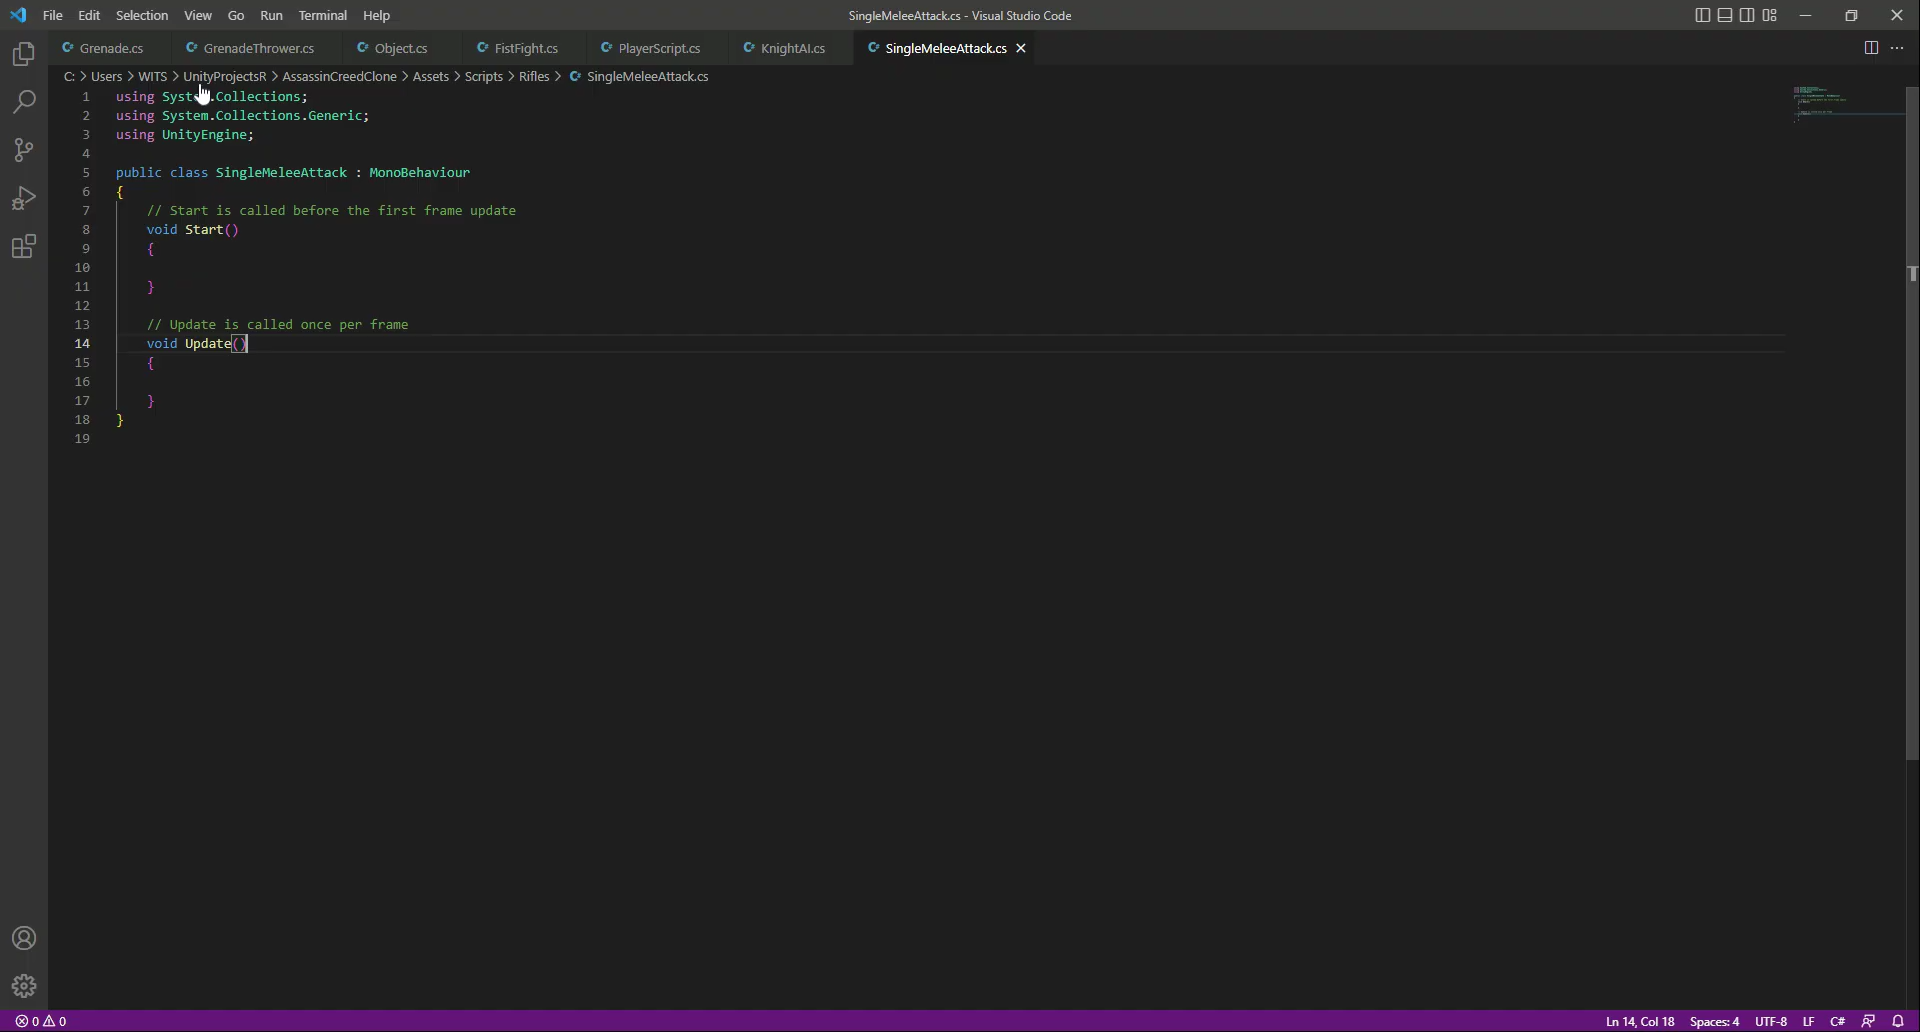 File Edit Selection View Go Run Terminal Help
SingleMeleeAttack.cs - Visual Studio Code
Grenade.cs GrenadeThrower.cs Object.cs FistFight.cs PlayerScript.cs KnightAI.cs SingleMeleeAttack.cs
C: > Users > WITS > UnityProjectsR > AssassinCreedClone > Assets > Scripts > Rifles > SingleMeleeAttack.cs
1 using System.Collections;
2 using System.Collections.Generic;
3 using UnityEngine;
4
5 public class SingleMeleeAttack : MonoBehaviour
6 {
7 // Start is called before the first frame update
8 void Start()
9 {
10
11 }
12
13 // Update is called once per frame
14 void Update()
15 {
16
17 }
18 }
19
0 0 Ln 14, Col 18 Spaces: 4 UTF-8 LF C#